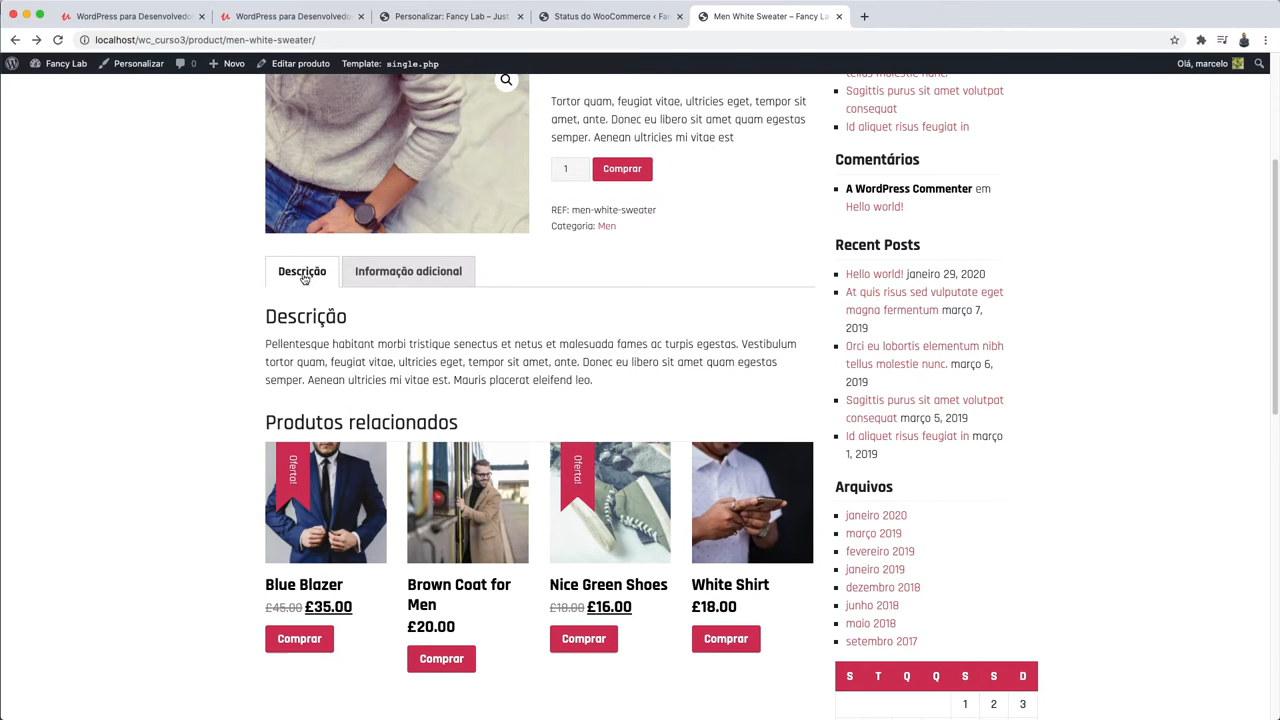 WordPress para Desenvolvedo
WordPress para Desenvolvedo
Personalizar: Fancy Lab – Just
Status do WooCommerce ‹ Fan
Men White Sweater – Fancy La
localhost/wc_curso3/product/men-white-sweater/
Fancy Lab
Personalizar
0
Novo
Editar produto
Template: single.php
Olá, marcelo
Tortor quam, feugiat vitae, ultricies eget, tempor sit
amet, ante. Donec eu libero sit amet quam egestas
semper. Aenean ultricies mi vitae est
1
Comprar
REF: men-white-sweater
Categoria: Men
Descrição
Informação adicional
Descrição
Pellentesque habitant morbi tristique senectus et netus et malesuada fames ac turpis egestas. Vestibulum
tortor quam, feugiat vitae, ultricies eget, tempor sit amet, ante. Donec eu libero sit amet quam egestas
semper. Aenean ultricies mi vitae est. Mauris placerat eleifend leo.
Produtos relacionados
Oferta!
Blue Blazer
£45.00 £35.00
Comprar
Brown Coat for
Men
£20.00
Comprar
Oferta!
Nice Green Shoes
£18.00 £16.00
Comprar
White Shirt
£18.00
Comprar
tellus molestie nunc.
Sagittis purus sit amet volutpat
consequat
Id aliquet risus feugiat in
Comentários
A WordPress Commenter em
Hello world!
Recent Posts
Hello world! janeiro 29, 2020
At quis risus sed vulputate eget
magna fermentum março 7,
2019
Orci eu lobortis elementum nibh
tellus molestie nunc. março 6,
2019
Sagittis purus sit amet volutpat
consequat março 5, 2019
Id aliquet risus feugiat in março
1, 2019
Arquivos
janeiro 2020
março 2019
fevereiro 2019
janeiro 2019
dezembro 2018
junho 2018
maio 2018
setembro 2017
S T Q Q S S D
1 2 3